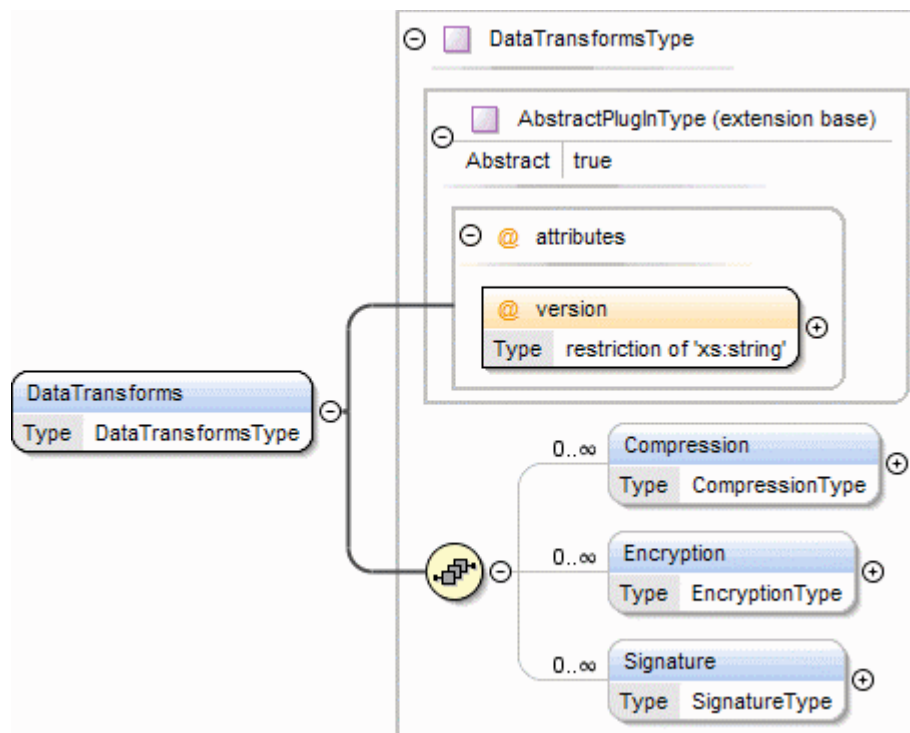 DataTransformsType
AbstractPlugInType (extension base)
Abstract true
@ attributes
@ version
Type restriction of 'xs:string'
DataTransforms
Type DataTransformsType
0..∞ Compression
Type CompressionType
0..∞ Encryption
Type EncryptionType
0..∞ Signature
Type SignatureType